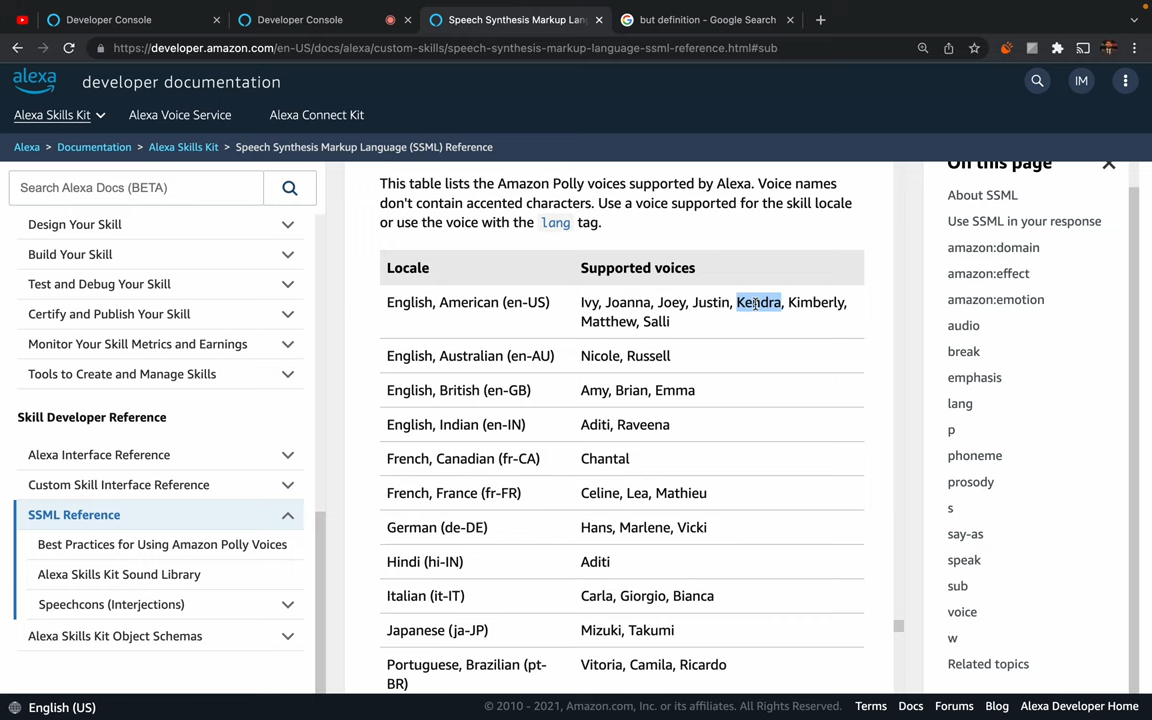 Developer Console
Developer Console
Speech Synthesis Markup Lan
but definition - Google Search
https://developer.amazon.com/en-US/docs/alexa/custom-skills/speech-synthesis-markup-language-ssml-reference.html#sub
alexa
developer documentation
IM
Alexa Skills Kit
Alexa Voice Service
Alexa Connect Kit
Alexa > Documentation > Alexa Skills Kit > Speech Synthesis Markup Language (SSML) Reference
Search Alexa Docs (BETA)
Design Your Skill
Build Your Skill
Test and Debug Your Skill
Certify and Publish Your Skill
Monitor Your Skill Metrics and Earnings
Tools to Create and Manage Skills
Skill Developer Reference
Alexa Interface Reference
Custom Skill Interface Reference
SSML Reference
Best Practices for Using Amazon Polly Voices
Alexa Skills Kit Sound Library
Speechcons (Interjections)
Alexa Skills Kit Object Schemas
This table lists the Amazon Polly voices supported by Alexa. Voice names
don't contain accented characters. Use a voice supported for the skill locale
or use the voice with the lang tag.
Locale Supported voices
English, American (en-US) Ivy, Joanna, Joey, Justin, Kendra, Kimberly,
Matthew, Salli
English, Australian (en-AU) Nicole, Russell
English, British (en-GB) Amy, Brian, Emma
English, Indian (en-IN) Aditi, Raveena
French, Canadian (fr-CA) Chantal
French, France (fr-FR) Celine, Lea, Mathieu
German (de-DE) Hans, Marlene, Vicki
Hindi (hi-IN) Aditi
Italian (it-IT) Carla, Giorgio, Bianca
Japanese (ja-JP) Mizuki, Takumi
Portuguese, Brazilian (pt- Vitoria, Camila, Ricardo
BR)
On this page
About SSML
Use SSML in your response
amazon:domain
amazon:effect
amazon:emotion
audio
break
emphasis
lang
p
phoneme
prosody
s
say-as
speak
sub
voice
w
Related topics
English (US)
© 2010 - 2021, Amazon.com, Inc. or its affiliates. All Rights Reserved.
Terms
Docs
Forums
Blog
Alexa Developer Home